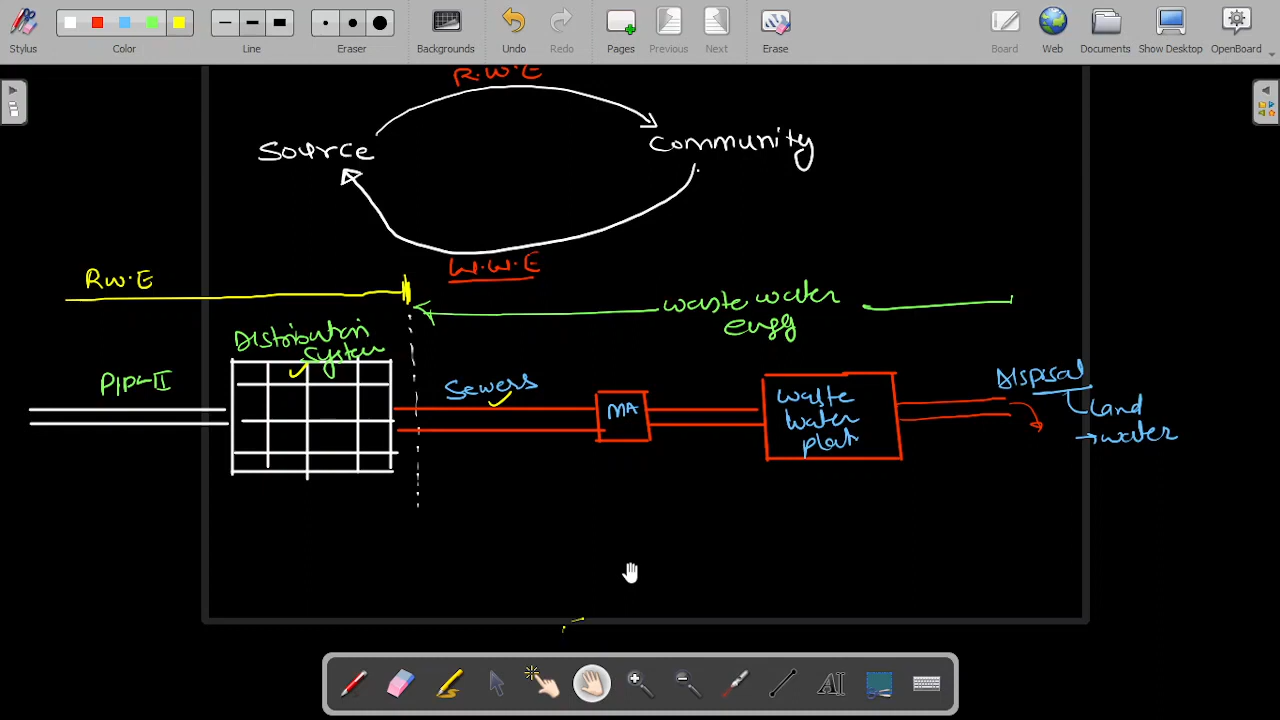 Stylus
Color
Line
Eraser
Backgrounds
Undo
Redo
Pages
Previous
Next
Erase
Board
Web
Documents
Show Desktop
OpenBoard
R.W.E
Source
Community
W.W.E
RW.E
waste water
engg
Distribution
system
PIPE-II
Sewers
MA
waste
water
plant
Disposal
Land
→water